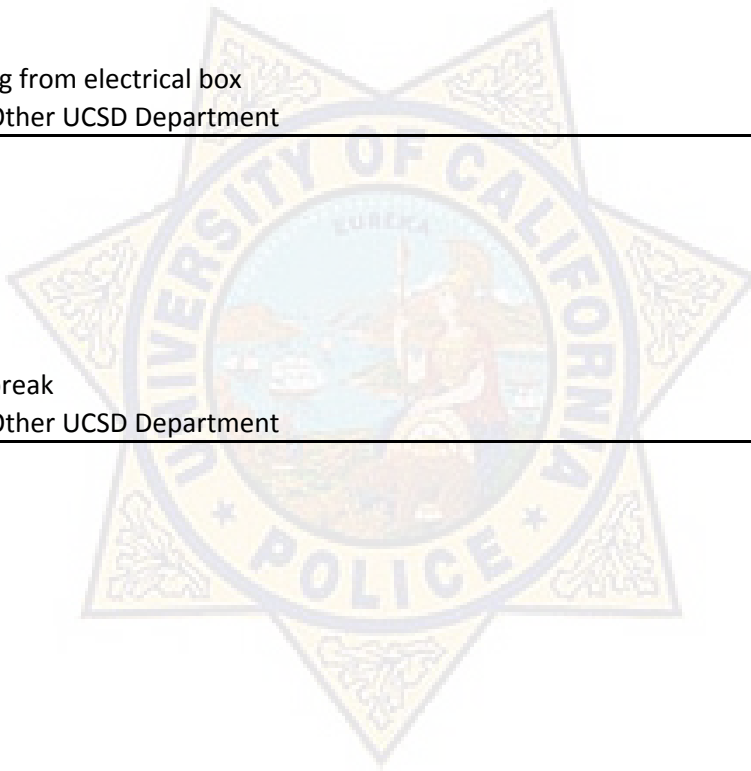 g from electrical box
Other UCSD Department
UNIVERSITY OF CALIFORNIA
EUREKA
reak
Other UCSD Department
* POLICE *